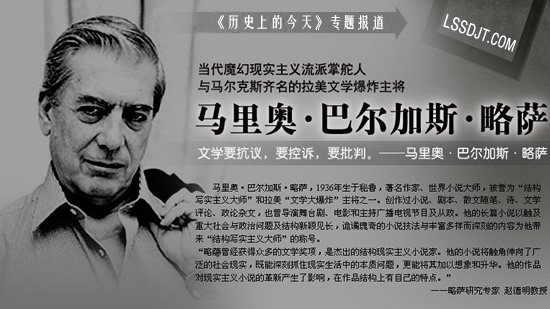 《历史上的今天》专题报道
LSSDJT.COM
当代魔幻现实主义流派掌舵人
与马尔克斯齐名的拉美文学爆炸主将
马里奥·巴尔加斯·略萨
文学要抗议，要控诉，要批判。——马里奥·巴尔加斯·略萨
马里奥·巴尔加斯·略萨，1936年生于秘鲁，著名作家、世界小说大师，被誉为“结构
写实主义大师”和拉美“文学大爆炸”主将之一。创作过小说、剧本、散文随笔、诗、文学
评论、政论杂文，也曾导演舞台剧、电影和主持广播电视节目及从政。他的长篇小说以触及
重大社会与政治问题及结构新颖见长，诡谲瑰奇的小说技法与丰富多样而深刻的内容为他带
来“结构写实主义大师”的称号。
“略萨曾经获得众多的文学奖项，是杰出的结构现实主义小说家。他的小说将触角伸向了广
泛的社会现实，既能深刻抓住现实生活中的本质问题，更能将其加以想象和升华。他的作品
对现实主义小说的革新产生了影响，在作品结构上有自己的特点。”
——略萨研究专家 赵德明教授